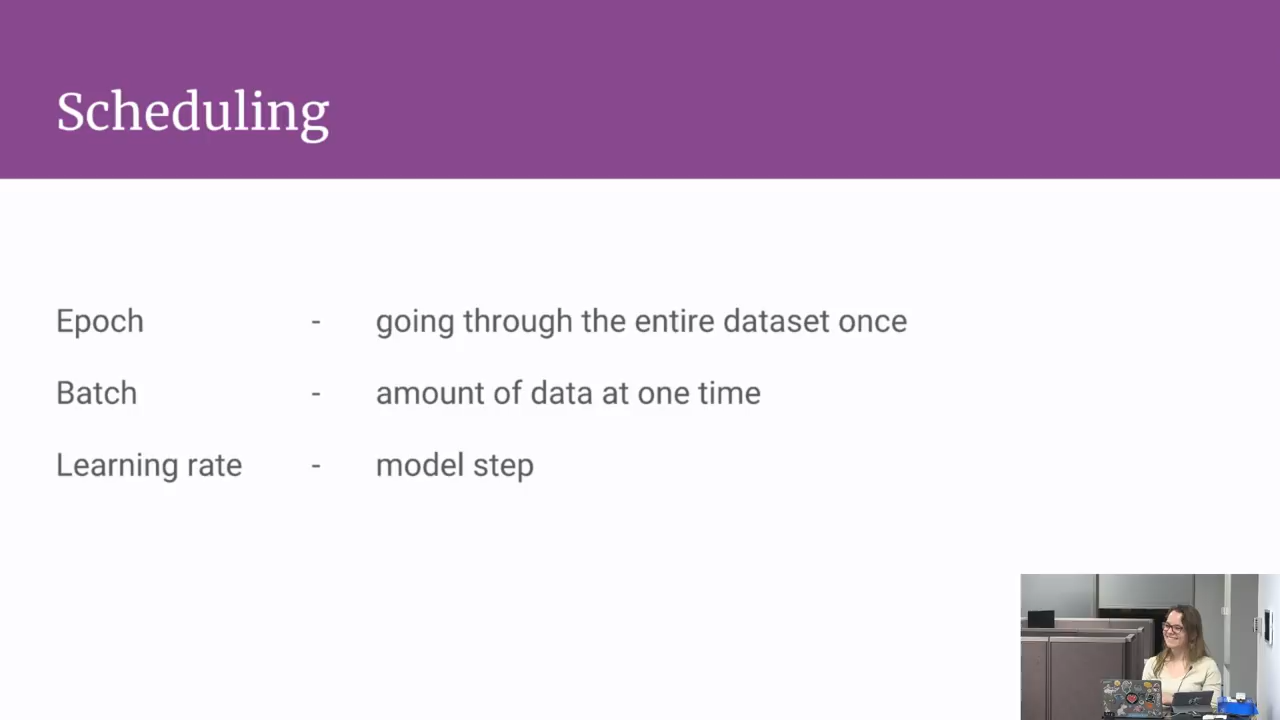 Scheduling
Epoch - going through the entire dataset once
Batch - amount of data at one time
Learning rate - model step